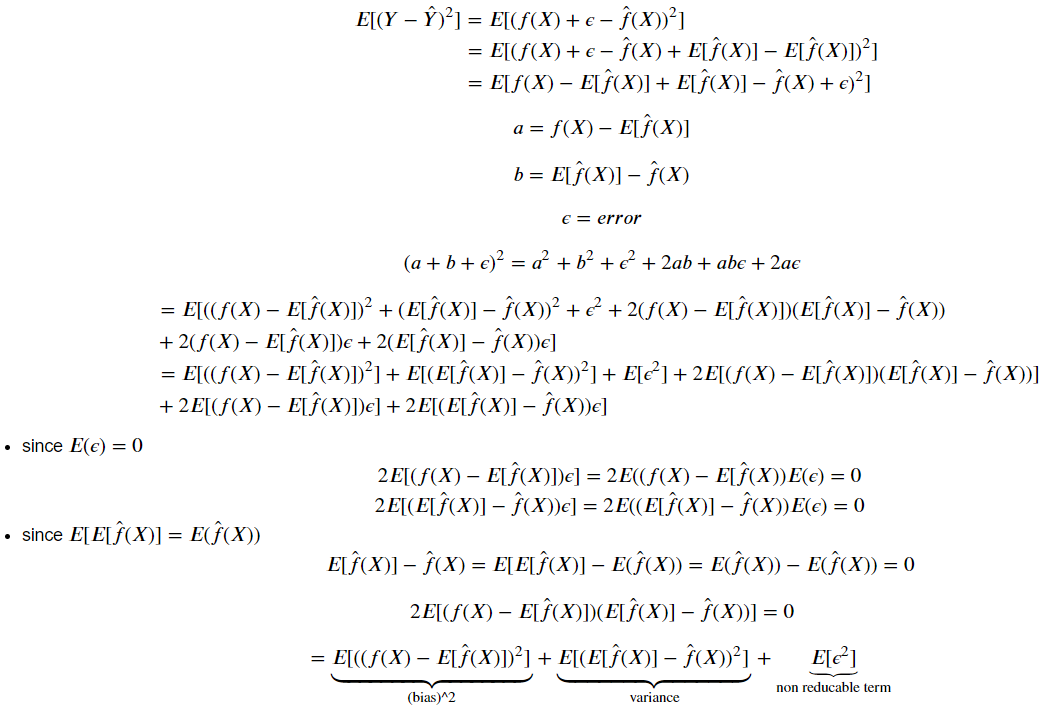 E[(Y − Ŷ)²] = E[(f(X) + ϵ − f̂(X))²]
= E[(f(X) + ϵ − f̂(X) + E[f̂(X)] − E[f̂(X)])²]
= E[f(X) − E[f̂(X)] + E[f̂(X)] − f̂(X) + ϵ)²]
a = f(X) − E[f̂(X)]
b = E[f̂(X)] − f̂(X)
ϵ = error
(a + b + ϵ)² = a² + b² + ϵ² + 2ab + abϵ + 2aϵ
= E[((f(X) − E[f̂(X)])² + (E[f̂(X)] − f̂(X))² + ϵ² + 2(f(X) − E[f̂(X)])(E[f̂(X)] − f̂(X))
+ 2(f(X) − E[f̂(X)])ϵ + 2(E[f̂(X)] − f̂(X))ϵ]
= E[((f(X) − E[f̂(X)])²] + E[(E[f̂(X)] − f̂(X))²] + E[ϵ²] + 2E[(f(X) − E[f̂(X)])(E[f̂(X)] − f̂(X))]
+ 2E[(f(X) − E[f̂(X)])ϵ] + 2E[(E[f̂(X)] − f̂(X))ϵ]
• since E(ϵ) = 0
2E[(f(X) − E[f̂(X)])ϵ] = 2E((f(X) − E[f̂(X))E(ϵ) = 0
2E[(E[f̂(X)] − f̂(X))ϵ] = 2E((E[f̂(X)] − f̂(X))E(ϵ) = 0
• since E[E[f̂(X)] = E(f̂(X))
E[f̂(X)] − f̂(X) = E[E[f̂(X)] − E(f̂(X)) = E(f̂(X)) − E(f̂(X)) = 0
2E[(f(X) − E[f̂(X)])(E[f̂(X)] − f̂(X))] = 0
= E[((f(X) − E[f̂(X)])²] + E[(E[f̂(X)] − f̂(X))²] + E[ϵ²]
(bias)^2 variance non reducable term